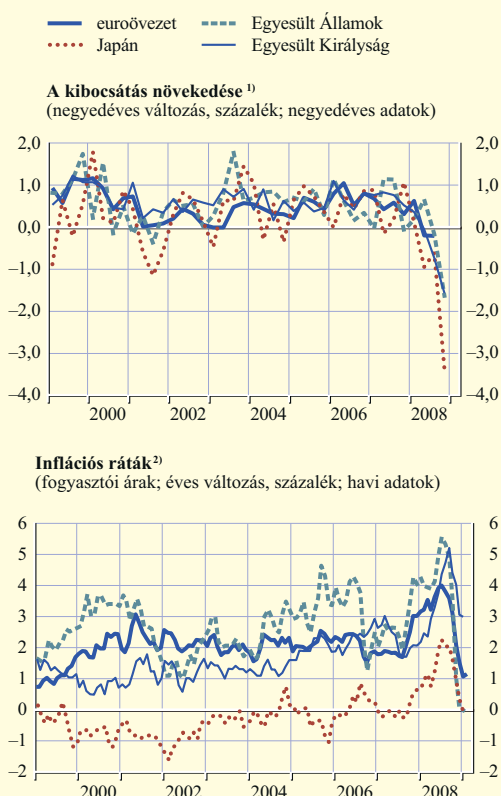 euroövezet Egyesült Államok
Japán Egyesült Királyság
A kibocsátás növekedése 1)
(negyedéves változás, százalék; negyedéves adatok)
2,0 2,0
1,0 1,0
0,0 0,0
−1,0 −1,0
−2,0 −2,0
−3,0 −3,0
−4,0 −4,0
2000 2002 2004 2006 2008
Inflációs ráták 2)
(fogyasztói árak; éves változás, százalék; havi adatok)
6 6
5 5
4 4
3 3
2 2
1 1
0 0
−1 −1
−2 −2
2000 2002 2004 2006 2008